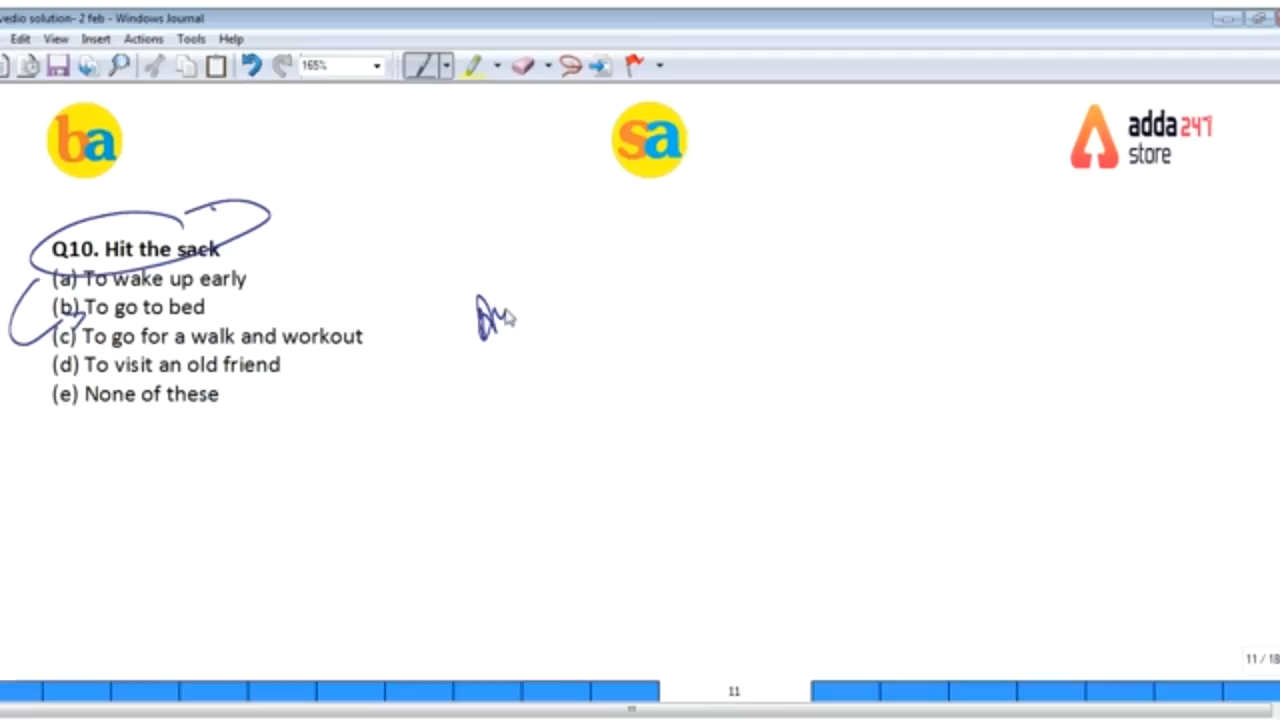 vedio solution- 2 feb - Windows Journal
Edit View Insert Actions Tools Help
165%
ba
sa
adda 247
store
Q10. Hit the sack
(a) To wake up early
(b) To go to bed
(c) To go for a walk and workout
(d) To visit an old friend
(e) None of these
11 / 18
11